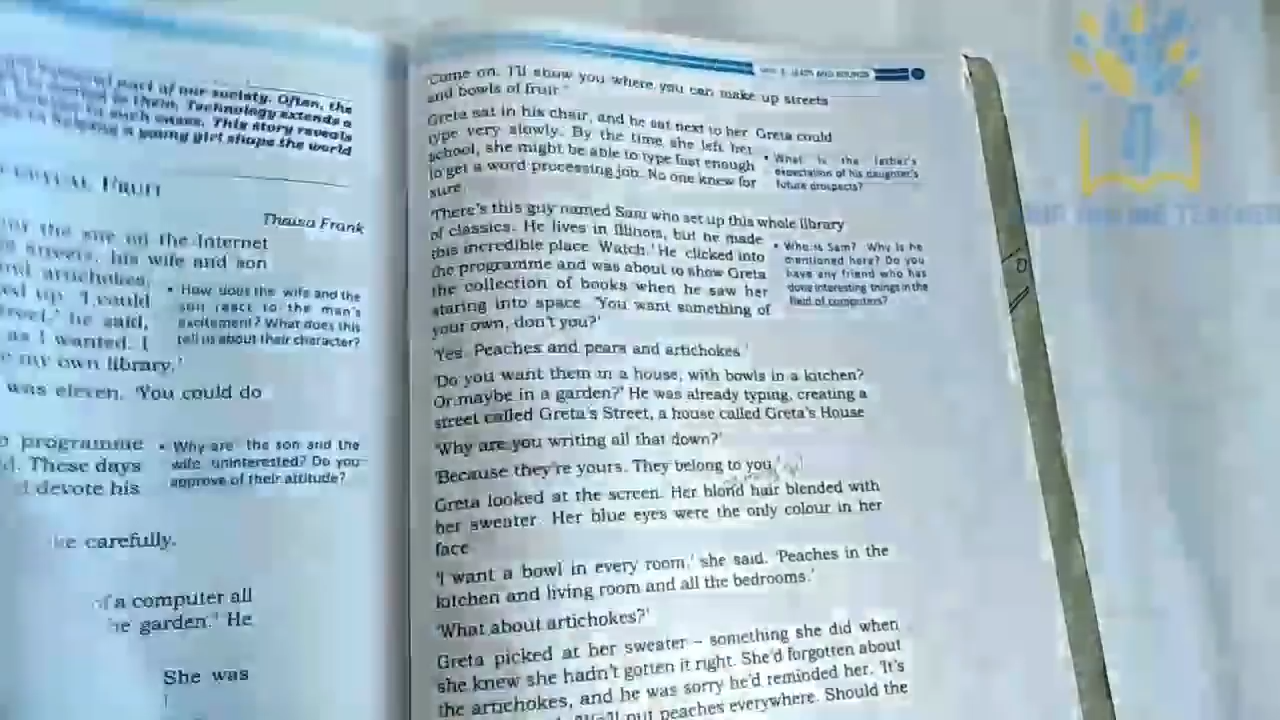 part of our society. Often, the
in them. Technology extends a
such cases. This story reveals
a young girl shape the world
Thaisa Frank
the site on the Internet
streets, his wife and son
and artichokes,
up. 'I could
he said,
as I wanted. I
my own library.'
• How does the wife and the
son react to the man's
excitement? What does this
tell us about their character?
was eleven. 'You could do
programme
These days
devote his
• Why are the son and the
wife uninterested? Do you
approve of their attitude?
carefully.
of a computer all
garden.' He
She was
'Come on. I'll show you where you can make up streets
and bowls of fruit.'
Greta sat in his chair, and he sat next to her. Greta could
type very slowly. By the time she left her
school, she might be able to type fast enough
to get a word processing job. No one knew for
sure.
• What is the father's
expectation of his daughter's
future prospects?
'There's this guy named Sam who set up this whole library
of classics. He lives in Illinois, but he made
this incredible place. Watch.' He clicked into
the programme and was about to show Greta
the collection of books when he saw her
staring into space. 'You want something of
your own, don't you?'
• Who is Sam? Why is he
mentioned here? Do you
have any friend who has
done interesting things in the
field of computers?
'Yes. Peaches and pears and artichokes.'
'Do you want them in a house, with bowls in a kitchen?
Or maybe in a garden?' He was already typing, creating a
street called Greta's Street, a house called Greta's House
'Why are you writing all that down?'
'Because they're yours. They belong to you.'
Greta looked at the screen. Her blond hair blended with
her sweater. Her blue eyes were the only colour in her
face.
'I want a bowl in every room,' she said. 'Peaches in the
kitchen and living room and all the bedrooms.'
'What about artichokes?'
Greta picked at her sweater – something she did when
she knew she hadn't gotten it right. She'd forgotten about
the artichokes, and he was sorry he'd reminded her. 'It's
put peaches everywhere. Should the